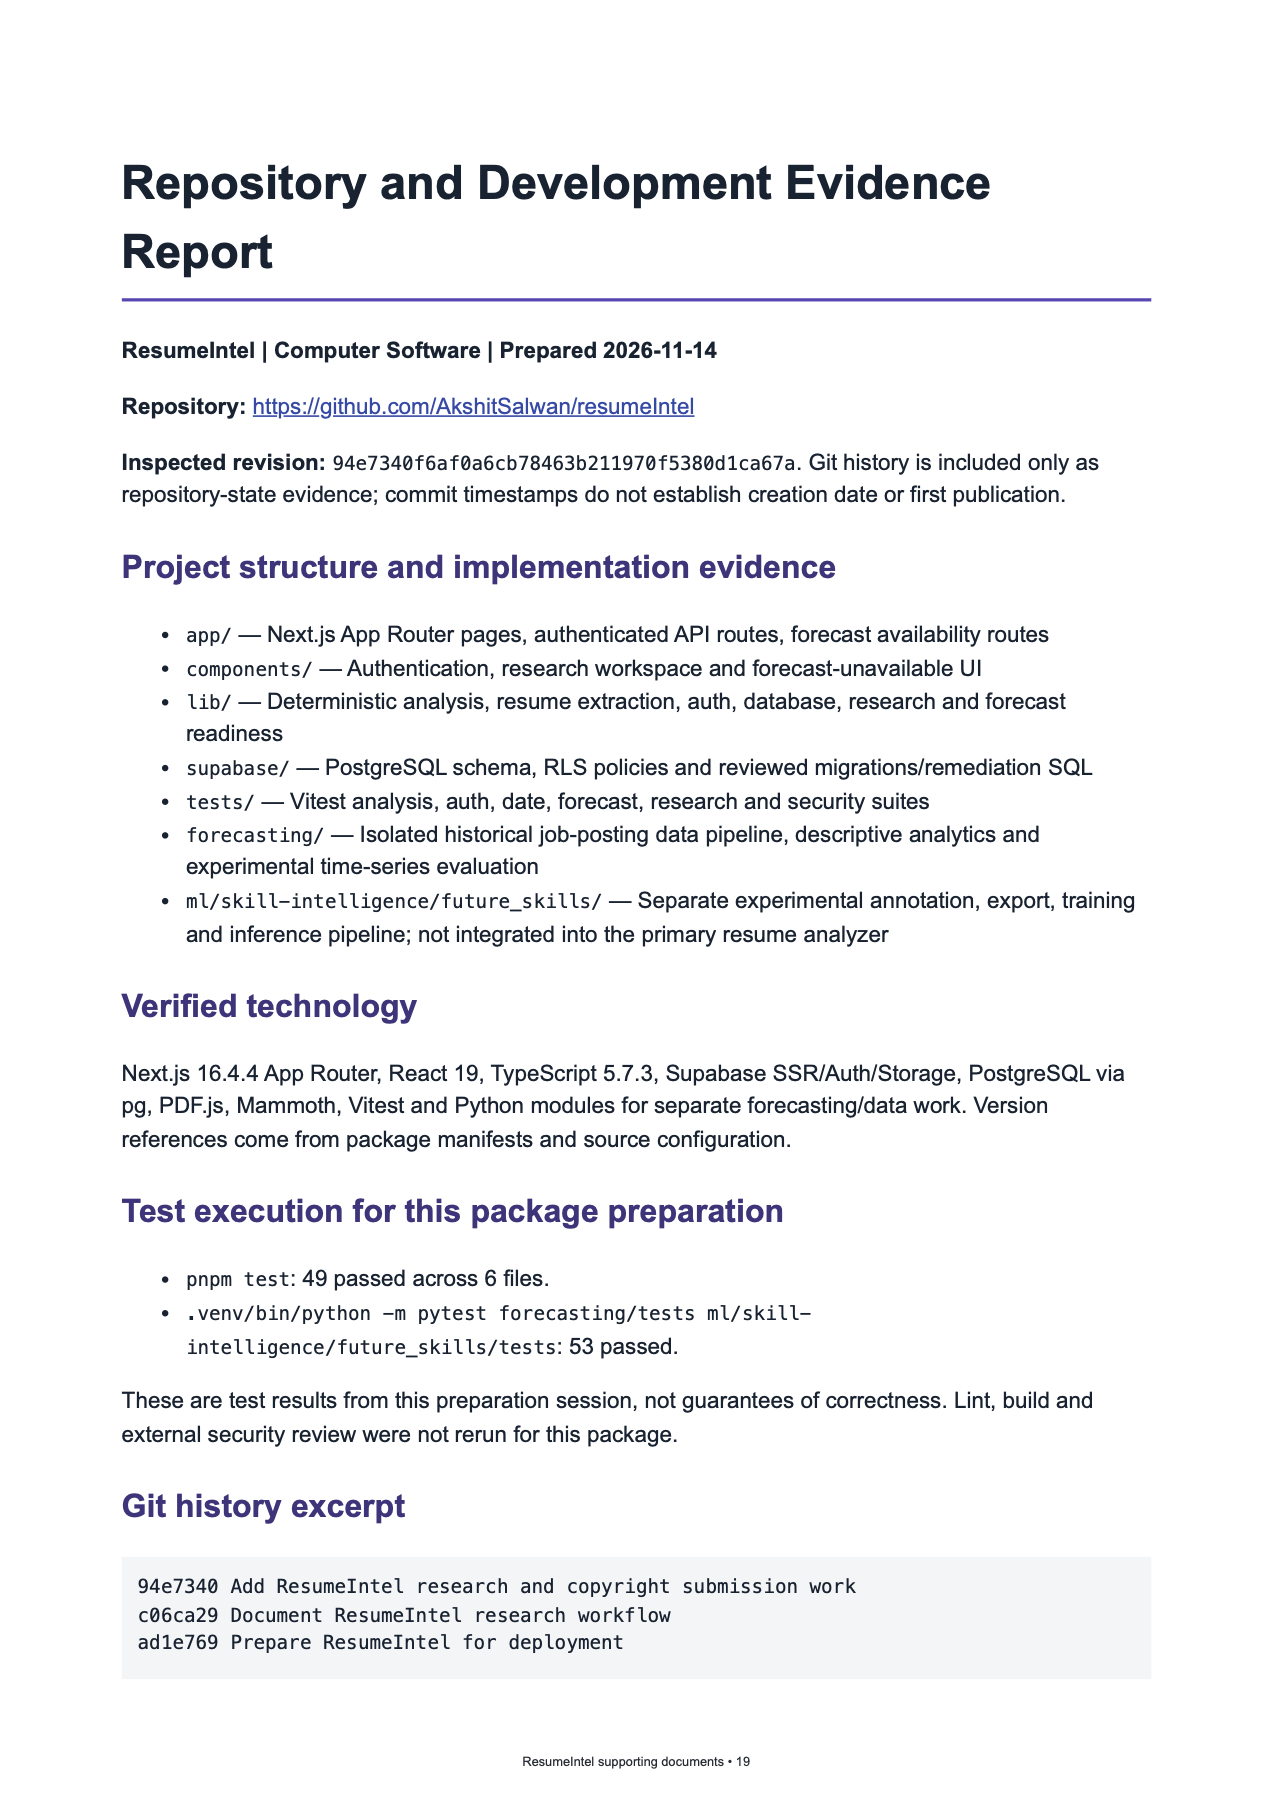 Repository and Development Evidence
Report
ResumeIntel | Computer Software | Prepared 2026-11-14
Repository: https://github.com/AkshitSalwan/resumeIntel
Inspected revision: 94e7340f6af0a6cb78463b211970f5380d1ca67a. Git history is included only as
repository-state evidence; commit timestamps do not establish creation date or first publication.
Project structure and implementation evidence
• app/ — Next.js App Router pages, authenticated API routes, forecast availability routes
• components/ — Authentication, research workspace and forecast-unavailable UI
• lib/ — Deterministic analysis, resume extraction, auth, database, research and forecast
readiness
• supabase/ — PostgreSQL schema, RLS policies and reviewed migrations/remediation SQL
• tests/ — Vitest analysis, auth, date, forecast, research and security suites
• forecasting/ — Isolated historical job-posting data pipeline, descriptive analytics and
experimental time-series evaluation
• ml/skill-intelligence/future_skills/ — Separate experimental annotation, export, training
and inference pipeline; not integrated into the primary resume analyzer
Verified technology
Next.js 16.4.4 App Router, React 19, TypeScript 5.7.3, Supabase SSR/Auth/Storage, PostgreSQL via
pg, PDF.js, Mammoth, Vitest and Python modules for separate forecasting/data work. Version
references come from package manifests and source configuration.
Test execution for this package preparation
• pnpm test: 49 passed across 6 files.
• .venv/bin/python -m pytest forecasting/tests ml/skill-
intelligence/future_skills/tests: 53 passed.
These are test results from this preparation session, not guarantees of correctness. Lint, build and
external security review were not rerun for this package.
Git history excerpt
94e7340 Add ResumeIntel research and copyright submission work
c06ca29 Document ResumeIntel research workflow
ad1e769 Prepare ResumeIntel for deployment
ResumeIntel supporting documents • 19